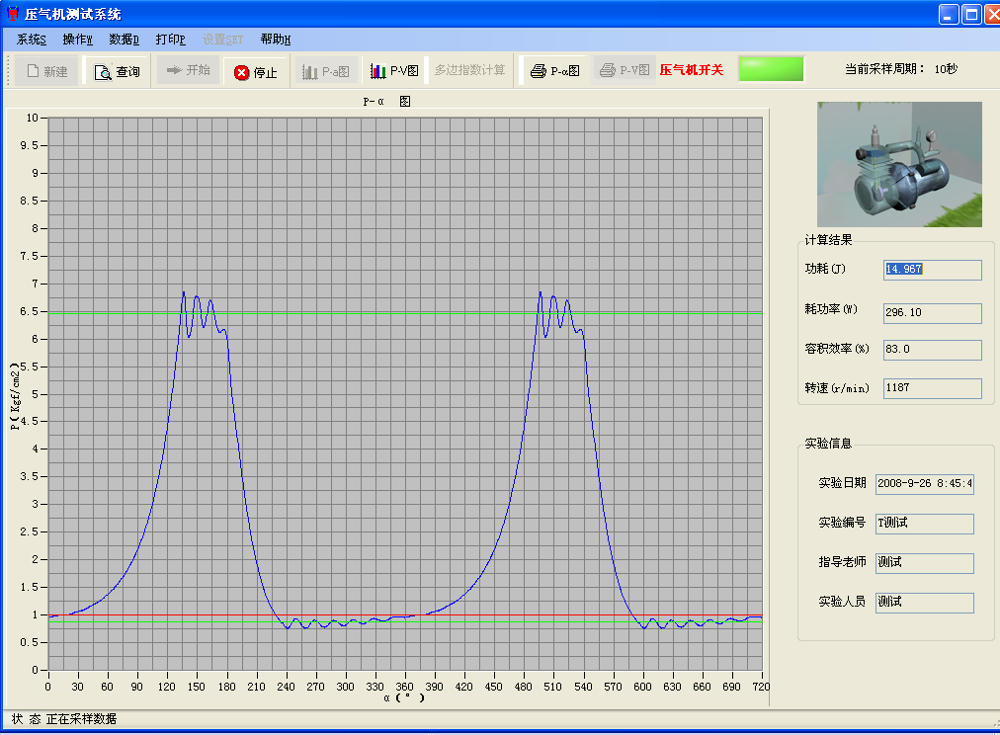 压气机测试系统
系统S 操作W 数据D 打印P 设置SET 帮助H
新建 查询 开始 停止 P-a图 P-V图 多边指数计算 P-α图 P-V图 压气机开关 当前采样周期： 10秒
P-α 图
10
9.5
9
8.5
8
7.5
7
6.5
6
5.5
5
4.5
4
3.5
3
2.5
2
1.5
1
0.5
0
P(Kgf/cm2)
0 30 60 90 120 150 180 210 240 270 300 330 360 390 420 450 480 510 540 570 600 630 660 690 720
α(°)
计算结果
功耗(J) 14.967
耗功率(W) 296.10
容积效率(%) 83.0
转速(r/min) 1187
实验信息
实验日期 2008-9-26 8:45:4
实验编号 T测试
指导老师 测试
实验人员 测试
状 态 正在采样数据